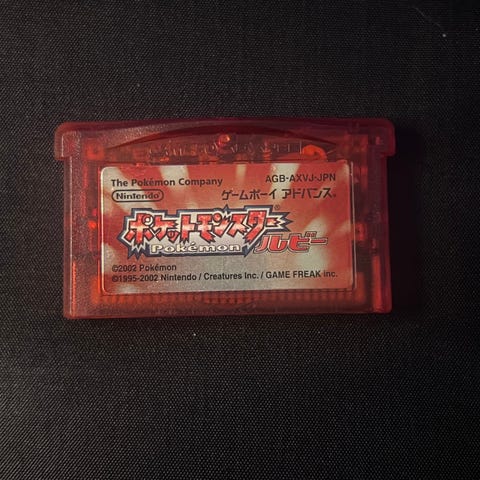 The Pokémon Company
AGB-AXVJ-JPN
Nintendo®
ゲームボーイ アドバンス®
ポケットモンスター®
Pokémon
ルビー
©2002 Pokémon
©1995-2002 Nintendo / Creatures Inc. / GAME FREAK inc.